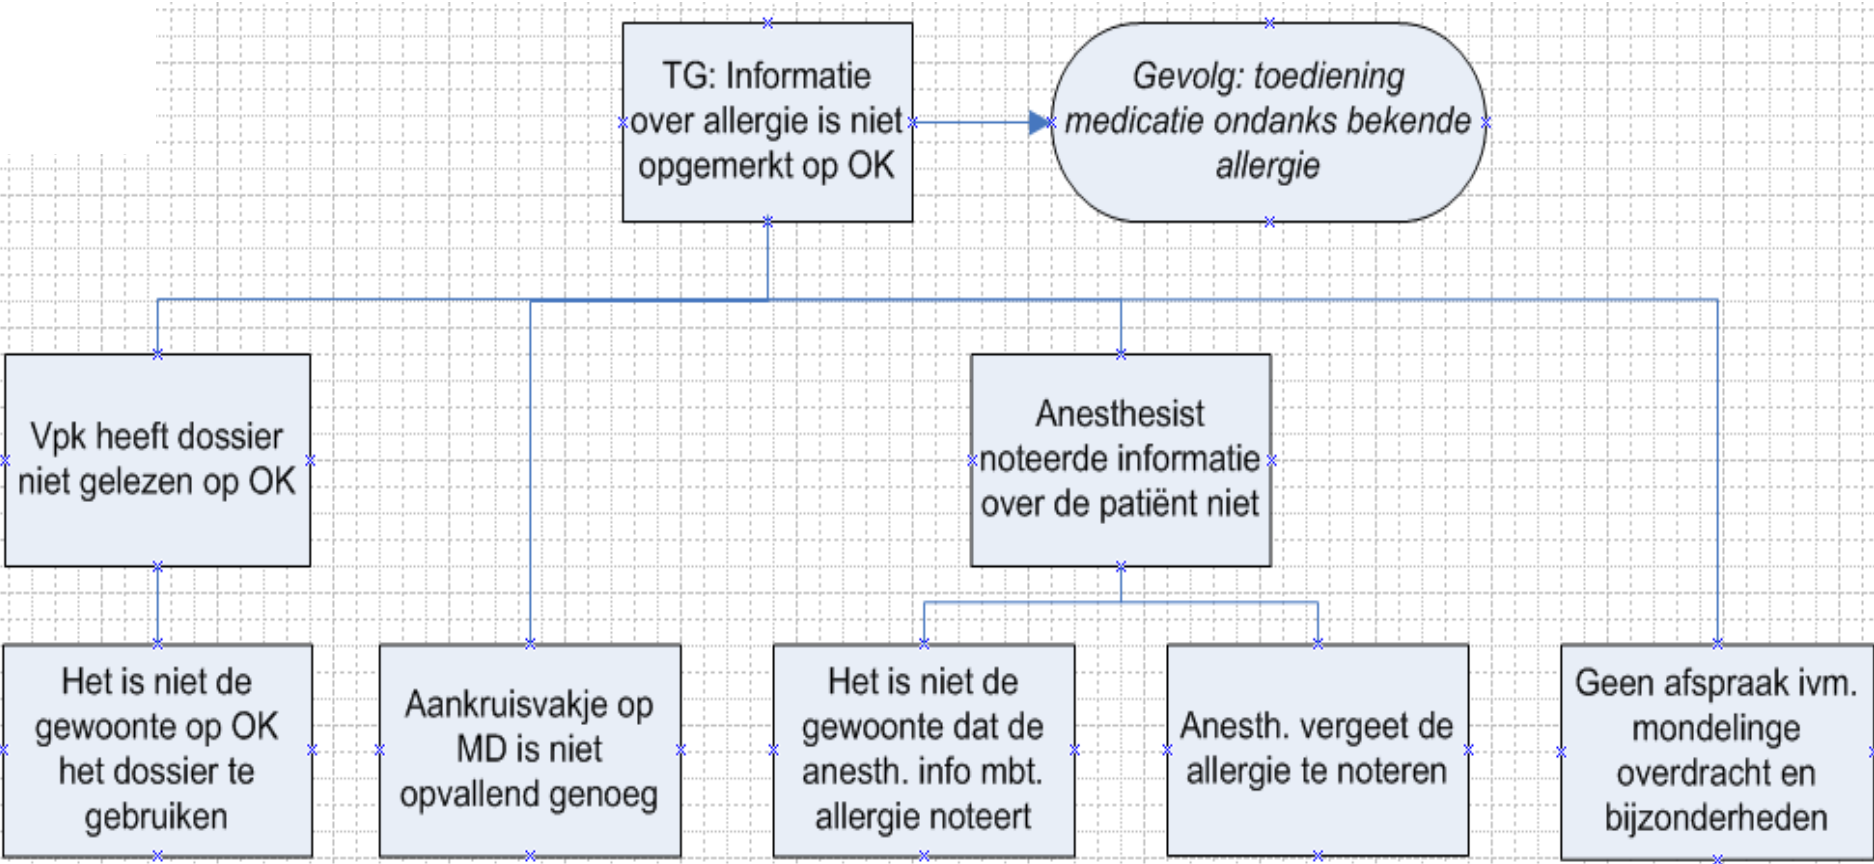 TG: Informatie
over allergie is niet
opgemerkt op OK
Gevolg: toediening
medicatie ondanks bekende
allergie
Vpk heeft dossier
niet gelezen op OK
Anesthesist
noteerde informatie
over de patiënt niet
Het is niet de
gewoonte op OK
het dossier te
gebruiken
Aankruisvakje op
MD is niet
opvallend genoeg
Het is niet de
gewoonte dat de
anesth. info mbt.
allergie noteert
Anesth. vergeet de
allergie te noteren
Geen afspraak ivm.
mondelinge
overdracht en
bijzonderheden